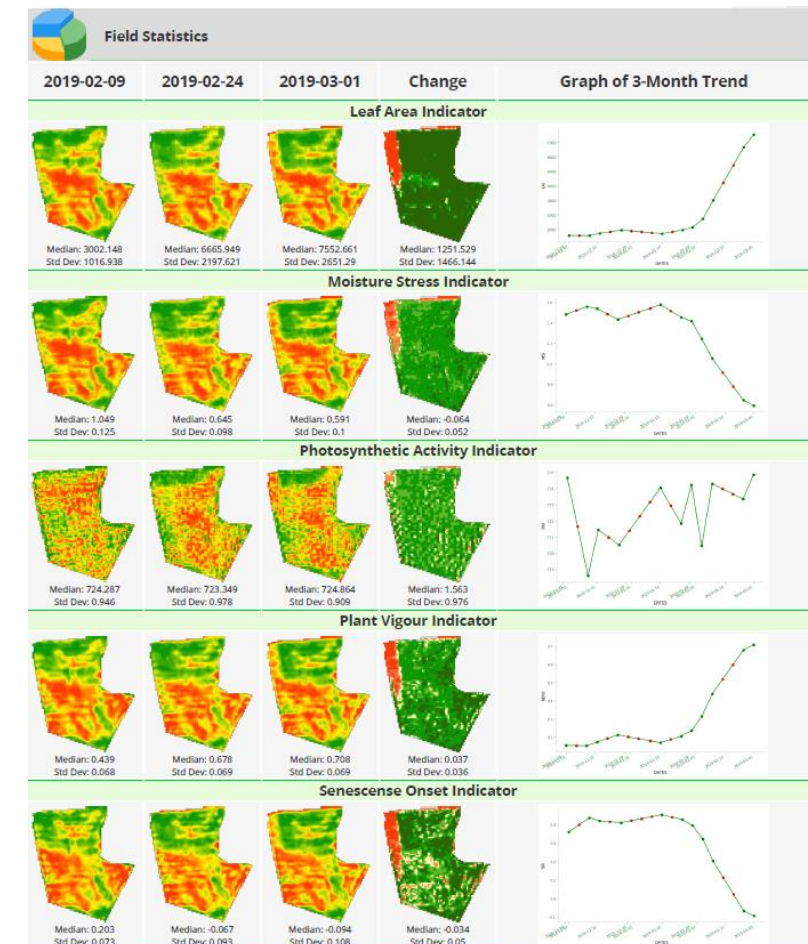 Field Statistics
2019-02-09 2019-02-24 2019-03-01 Change Graph of 3-Month Trend
Leaf Area Indicator
Median: 3002.148 Median: 6665.949 Median: 7552.661 Median: 1251.529
Std Dev: 1016.938 Std Dev: 2197.621 Std Dev: 2651.29 Std Dev: 1466.144
DATES
Moisture Stress Indicator
Median: 1.049 Median: 0.645 Median: 0.591 Median: -0.064
Std Dev: 0.125 Std Dev: 0.098 Std Dev: 0.1 Std Dev: 0.052
DATES
Photosynthetic Activity Indicator
Median: 724.287 Median: 723.349 Median: 724.864 Median: 1.563
Std Dev: 0.946 Std Dev: 0.978 Std Dev: 0.909 Std Dev: 0.976
DATES
Plant Vigour Indicator
Median: 0.439 Median: 0.678 Median: 0.708 Median: 0.037
Std Dev: 0.068 Std Dev: 0.069 Std Dev: 0.069 Std Dev: 0.036
DATES
Senescense Onset Indicator
Median: 0.203 Median: -0.067 Median: -0.094 Median: -0.034
Std Dev: 0.073 Std Dev: 0.093 Std Dev: 0.108 Std Dev: 0.05
DATES